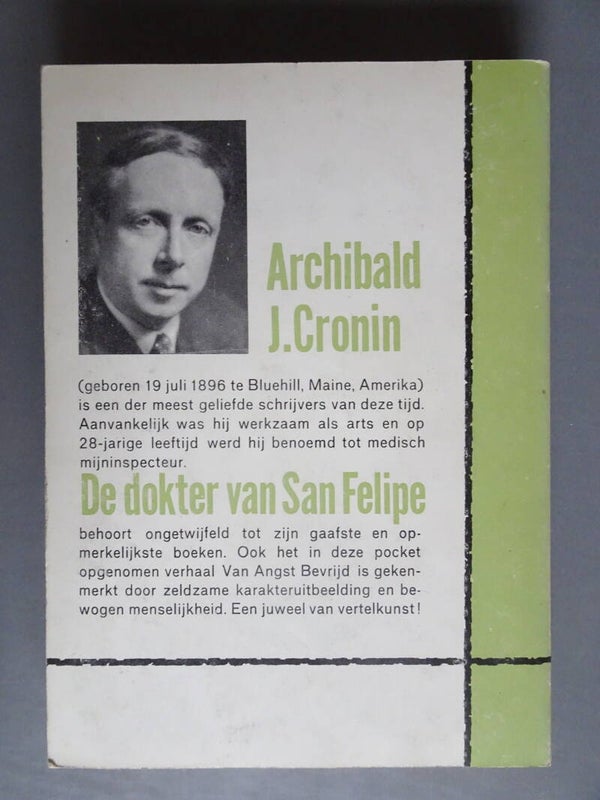 Archibald
J.Cronin
(geboren 19 juli 1896 te Bluehill, Maine, Amerika)
is een der meest geliefde schrijvers van deze tijd.
Aanvankelijk was hij werkzaam als arts en op
28-jarige leeftijd werd hij benoemd tot medisch
mijninspecteur.
De dokter van San Felipe
behoort ongetwijfeld tot zijn gaafste en op-
merkelijkste boeken. Ook het in deze pocket
opgenomen verhaal Van Angst Bevrijd is geken-
merkt door zeldzame karakteruitbeelding en be-
wogen menselijkheid. Een juweel van vertelkunst!